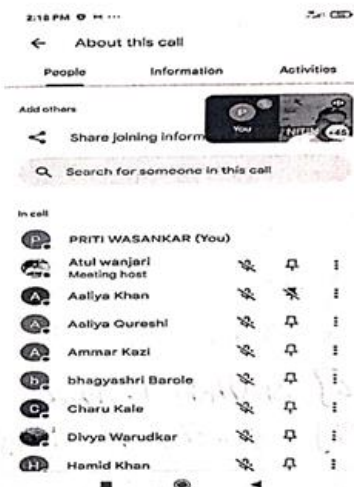 2:18 PM
About this call
People Information Activities
Add others
Share joining inform
P
You
NITIN
+45
Search for someone in this call
In call
P PRITI WASANKAR (You)
Atul wanjari
Meeting host
A Aaliya Khan
A Aaliya Qureshi
A Ammar Kazi
b bhagyashri Barole
C Charu Kale
Divya Warudkar
H Hamid Khan